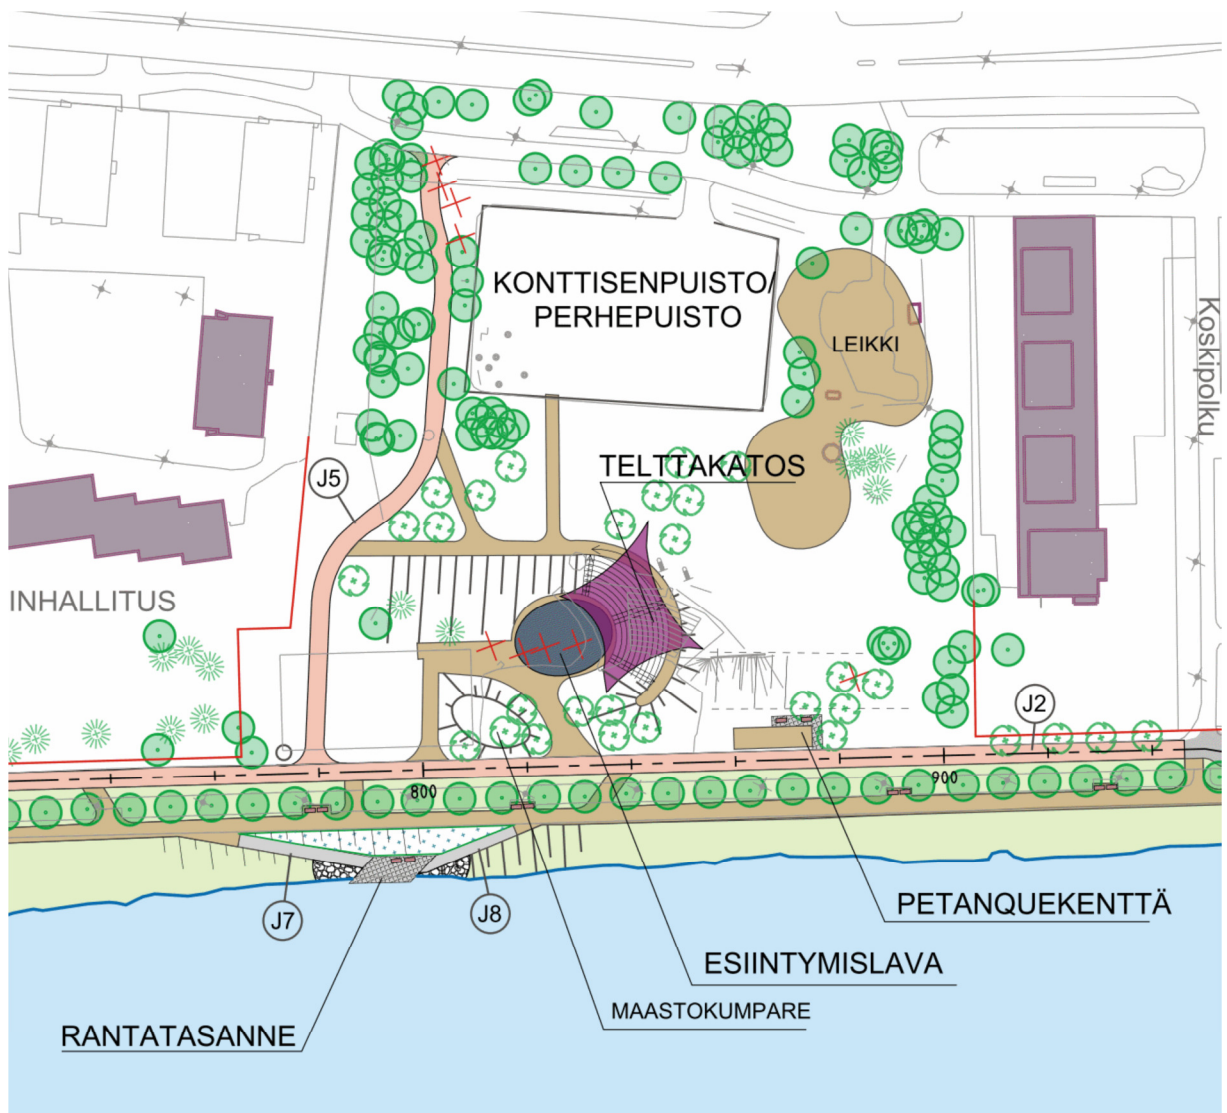 KONTTISENPUISTO/
PERHEPUISTO
LEIKKI
Koskipolku
TELTTAKATOS
J5
INHALLITUS
J2
800
900
J7
J8
PETANQUEKENTTÄ
ESIINTYMISLAVA
MAASTOKUMPARE
RANTATASANNE